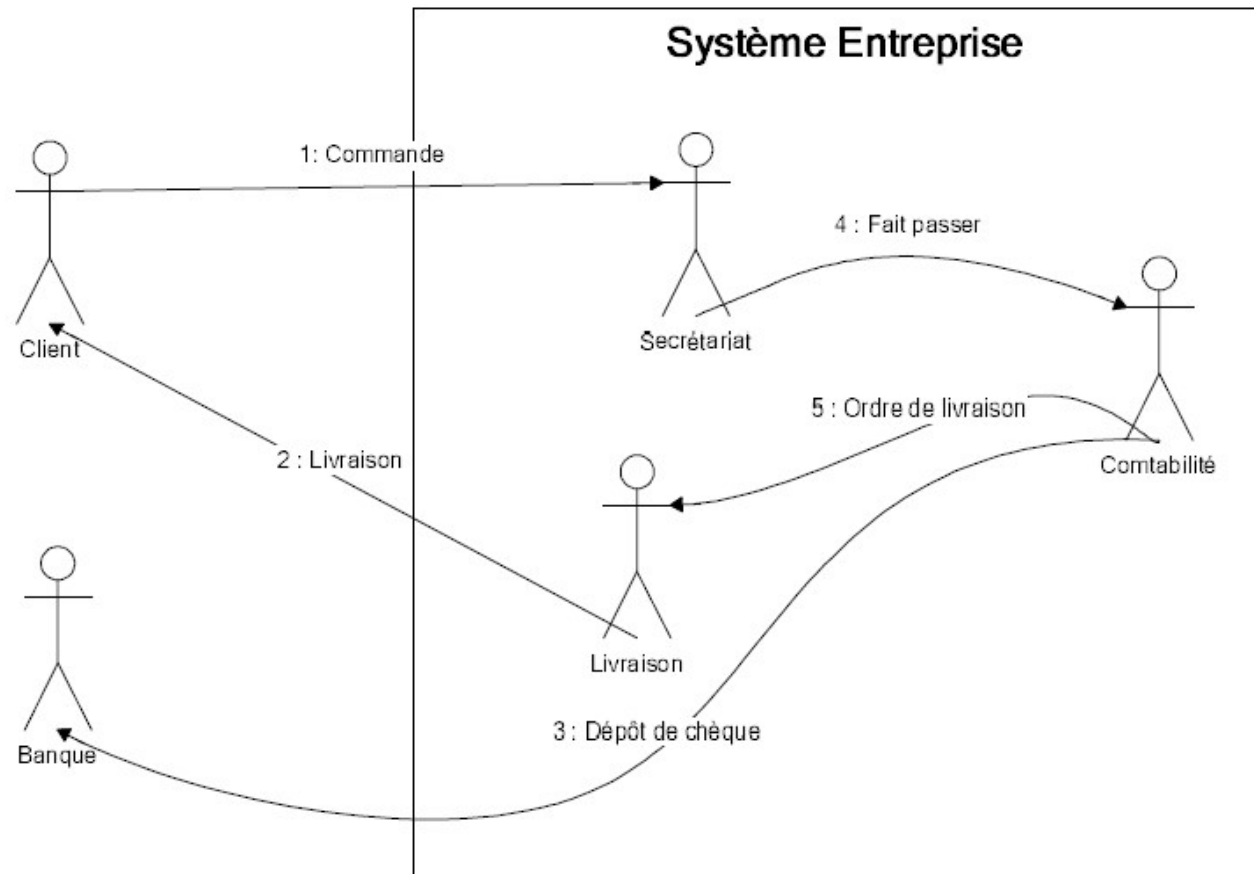 Système Entreprise
1: Commande
4 : Fait passer
Client
Secrétariat
5 : Ordre de livraison
2 : Livraison
Comtabilité
Livraison
3 : Dépôt de chèque
Banque